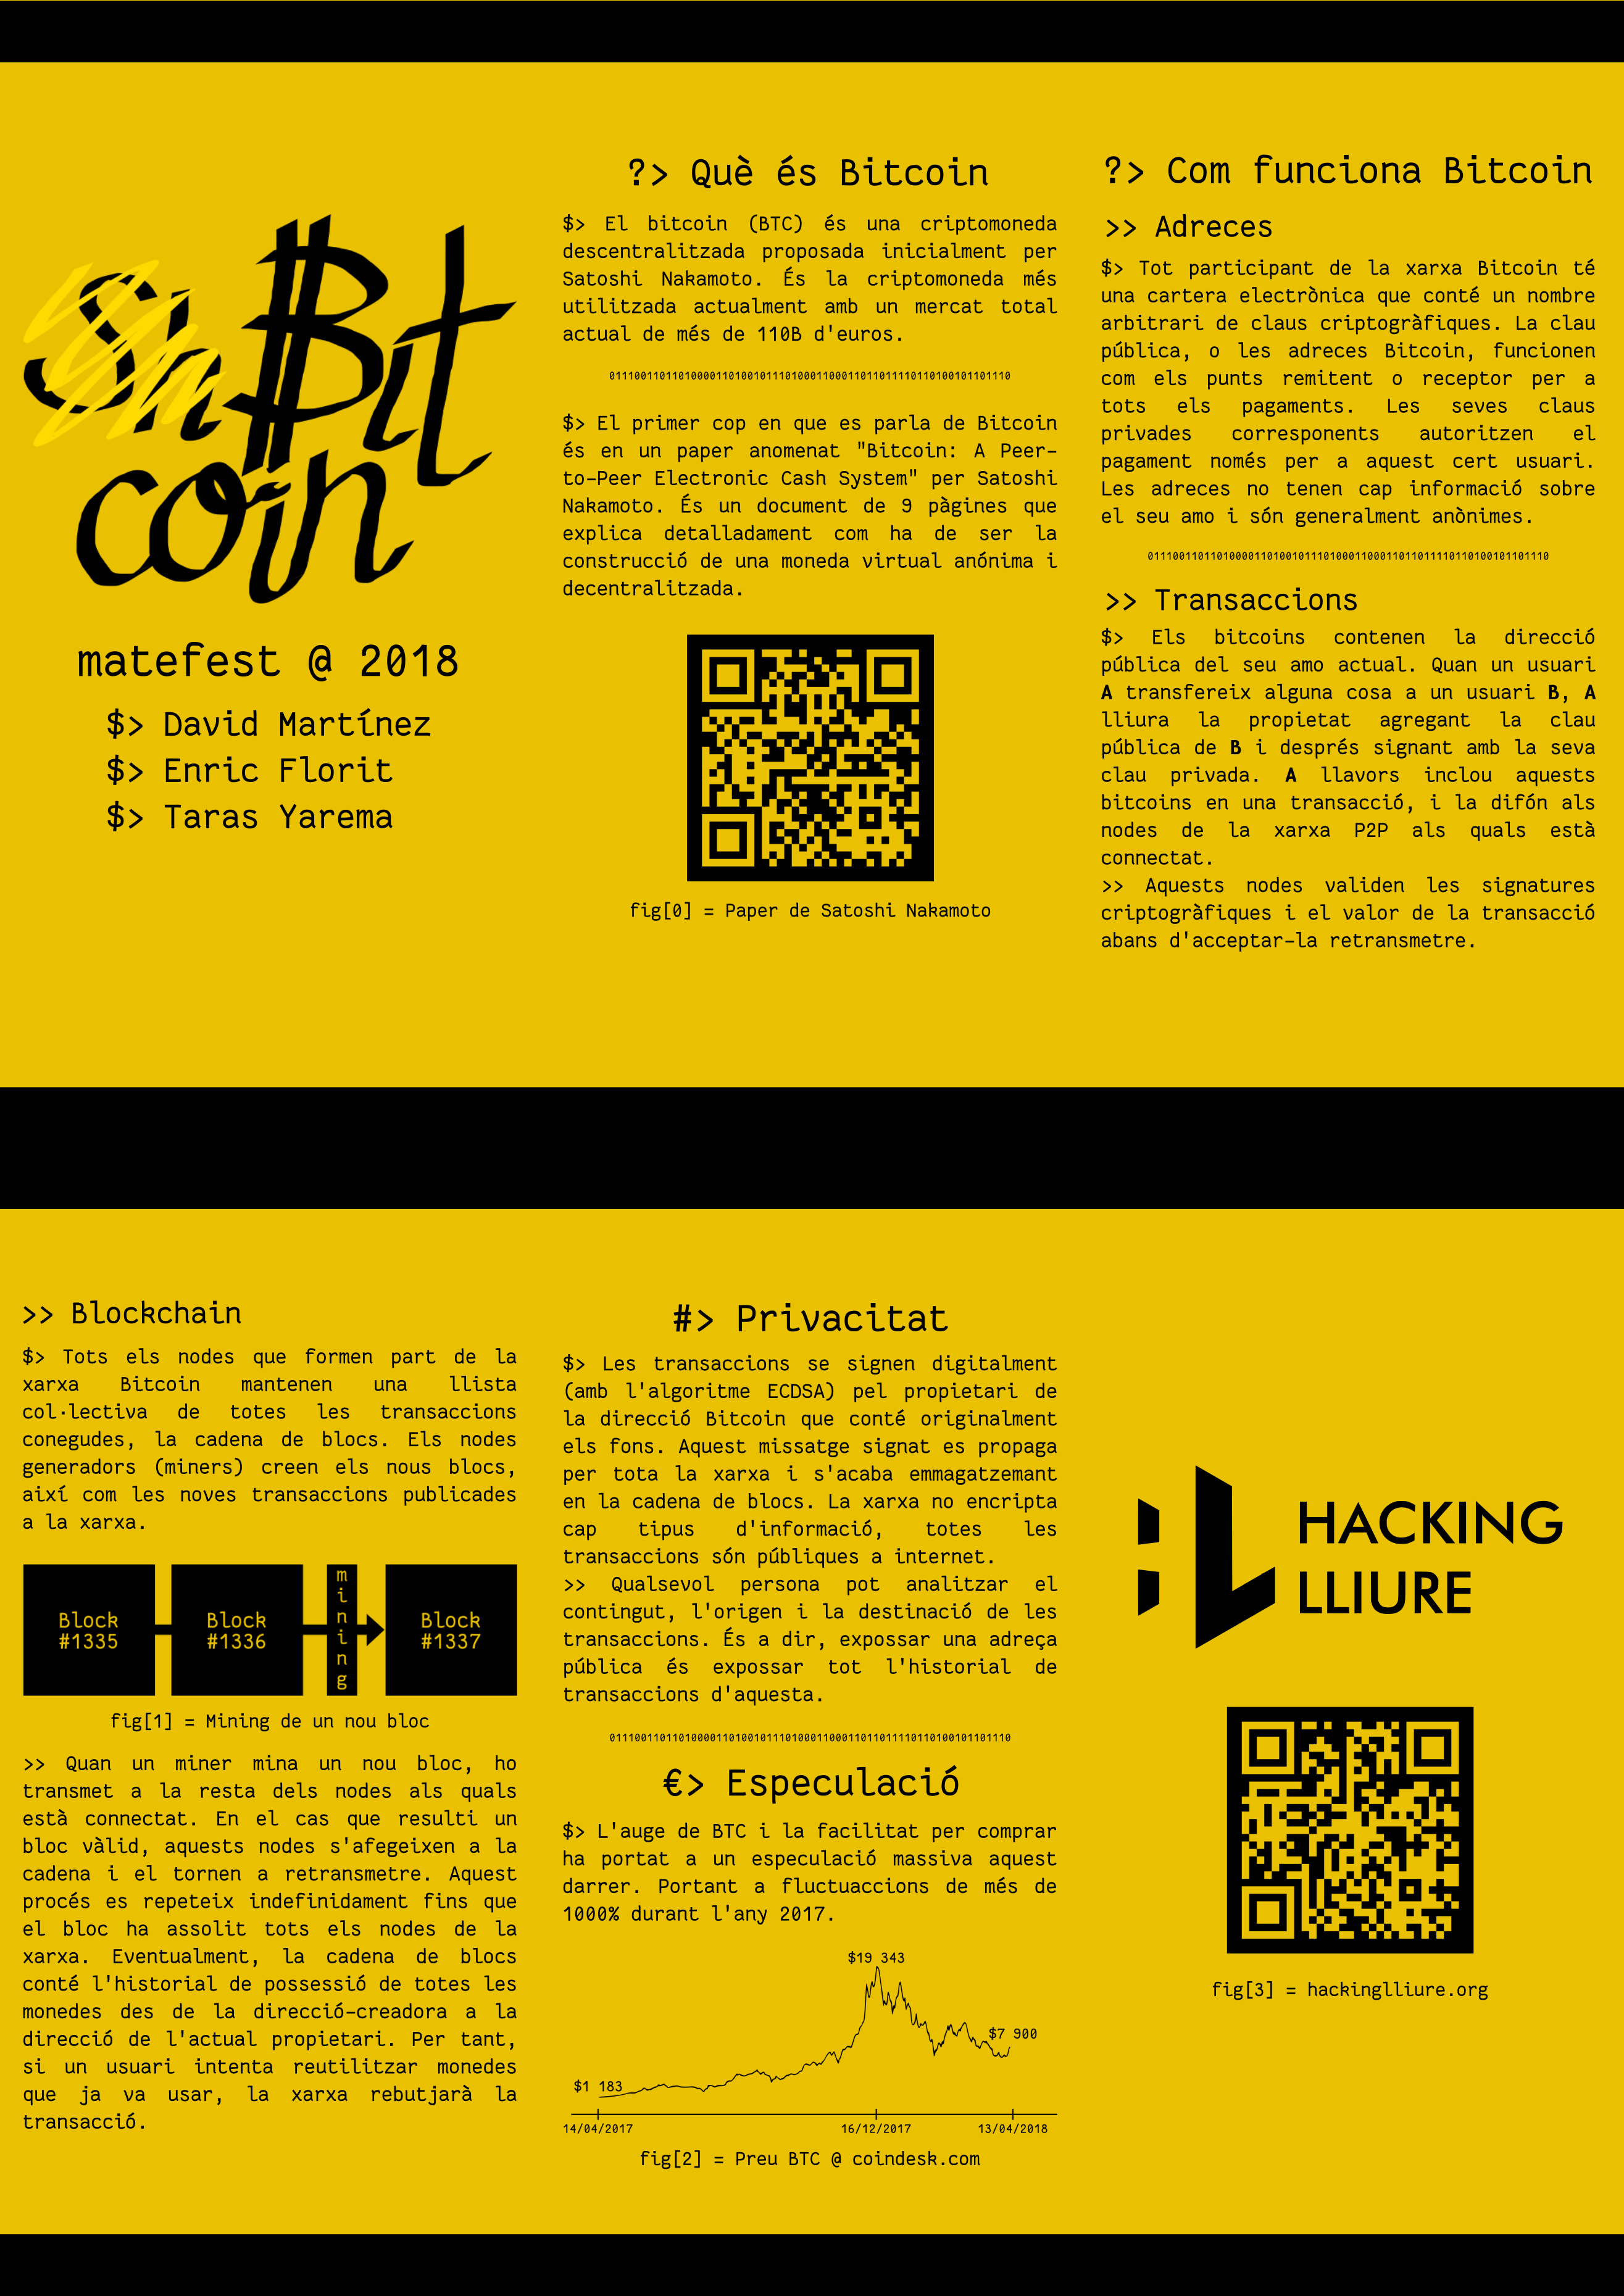 Sh Bit
coin
matefest @ 2018
$> David Martínez
$> Enric Florit
$> Taras Yarema
?> Què és Bitcoin
$> El bitcoin (BTC) és una criptomoneda
descentralitzada proposada inicialment per
Satoshi Nakamoto. És la criptomoneda més
utilitzada actualment amb un mercat total
actual de més de 110B d'euros.
0111001101101000011010010111010001100011011011110110100101101110
$> El primer cop en que es parla de Bitcoin
és en un paper anomenat "Bitcoin: A Peer-
to-Peer Electronic Cash System" per Satoshi
Nakamoto. És un document de 9 pàgines que
explica detalladament com ha de ser la
construcció de una moneda virtual anónima i
decentralitzada.
fig[0] = Paper de Satoshi Nakamoto
?> Com funciona Bitcoin
>> Adreces
$> Tot participant de la xarxa Bitcoin té
una cartera electrònica que conté un nombre
arbitrari de claus criptogràfiques. La clau
pública, o les adreces Bitcoin, funcionen
com els punts remitent o receptor per a
tots els pagaments. Les seves claus
privades corresponents autoritzen el
pagament només per a aquest cert usuari.
Les adreces no tenen cap informació sobre
el seu amo i són generalment anònimes.
0111001101101000011010010111010001100011011011110110100101101110
>> Transaccions
$> Els bitcoins contenen la direcció
pública del seu amo actual. Quan un usuari
A transfereix alguna cosa a un usuari B, A
lliura la propietat agregant la clau
pública de B i després signant amb la seva
clau privada. A llavors inclou aquests
bitcoins en una transacció, i la difón als
nodes de la xarxa P2P als quals està
connectat.
>> Aquests nodes validen les signatures
criptogràfiques i el valor de la transacció
abans d'acceptar-la retransmetre.
>> Blockchain
$> Tots els nodes que formen part de la
xarxa Bitcoin mantenen una llista
col·lectiva de totes les transaccions
conegudes, la cadena de blocs. Els nodes
generadors (miners) creen els nous blocs,
així com les noves transaccions publicades
a la xarxa.
Block
#1335
Block
#1336
mining
Block
#1337
fig[1] = Mining de un nou bloc
>> Quan un miner mina un nou bloc, ho
transmet a la resta dels nodes als quals
està connectat. En el cas que resulti un
bloc vàlid, aquests nodes s'afegeixen a la
cadena i el tornen a retransmetre. Aquest
procés es repeteix indefinidament fins que
el bloc ha assolit tots els nodes de la
xarxa. Eventualment, la cadena de blocs
conté l'historial de possessió de totes les
monedes des de la direcció-creadora a la
direcció de l'actual propietari. Per tant,
si un usuari intenta reutilitzar monedes
que ja va usar, la xarxa rebutjarà la
transacció.
#> Privacitat
$> Les transaccions se signen digitalment
(amb l'algoritme ECDSA) pel propietari de
la direcció Bitcoin que conté originalment
els fons. Aquest missatge signat es propaga
per tota la xarxa i s'acaba emmagatzemant
en la cadena de blocs. La xarxa no encripta
cap tipus d'informació, totes les
transaccions són públiques a internet.
>> Qualsevol persona pot analitzar el
contingut, l'origen i la destinació de les
transaccions. És a dir, expossar una adreça
pública és expossar tot l'historial de
transaccions d'aquesta.
0111001101101000011010010111010001100011011011110110100101101110
€> Especulació
$> L'auge de BTC i la facilitat per comprar
ha portat a un especulació massiva aquest
darrer. Portant a fluctuaccions de més de
1000% durant l'any 2017.
$19 343
$7 900
$1 183
14/04/2017
16/12/2017
13/04/2018
fig[2] = Preu BTC @ coindesk.com
HACKING
LLIURE
fig[3] = hackinglliure.org